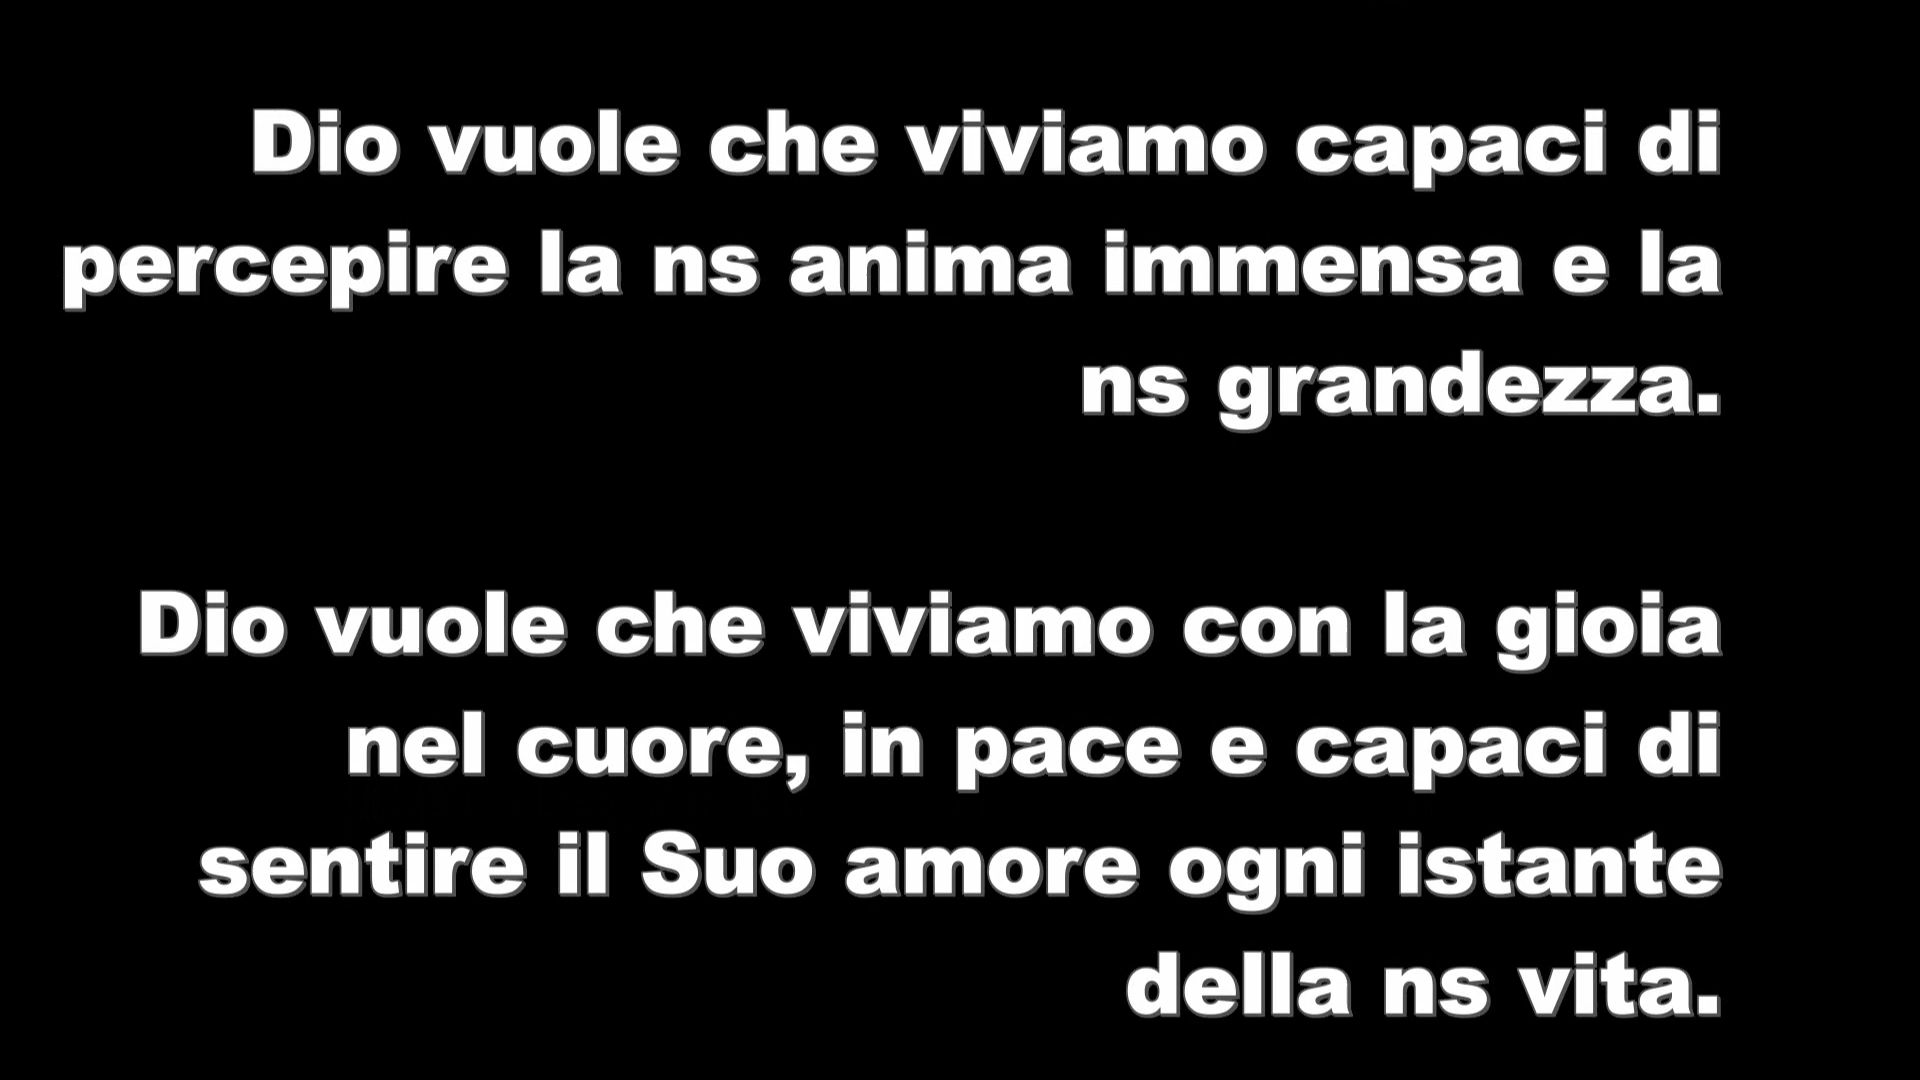 Dio vuole che viviamo capaci di
percepire la ns anima immensa e la
ns grandezza.
Dio vuole che viviamo con la gioia
nel cuore, in pace e capaci di
sentire il Suo amore ogni istante
della ns vita.